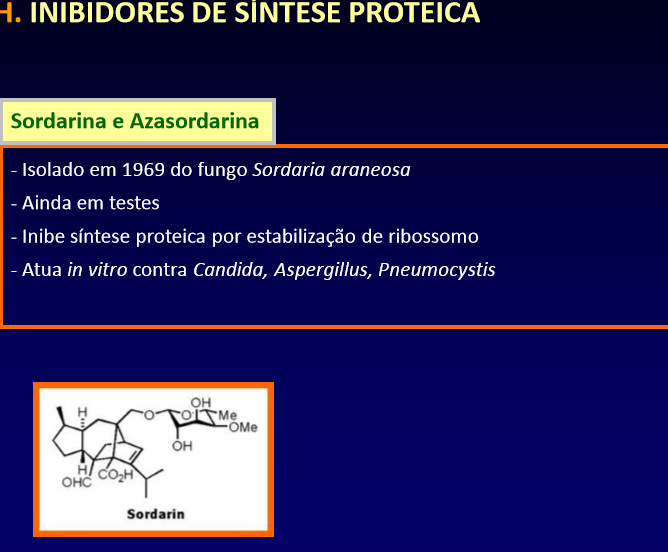 H. INIBIDORES DE SÍNTESE PROTEICA
Sordarina e Azasordarina
- Isolado em 1969 do fungo Sordaria araneosa
- Ainda em testes
- Inibe síntese proteica por estabilização de ribossomo
- Atua in vitro contra Candida, Aspergillus, Pneumocystis
OH
H
O
O
Me
OMe
OH
H
CO₂H
OHC
Sordarin